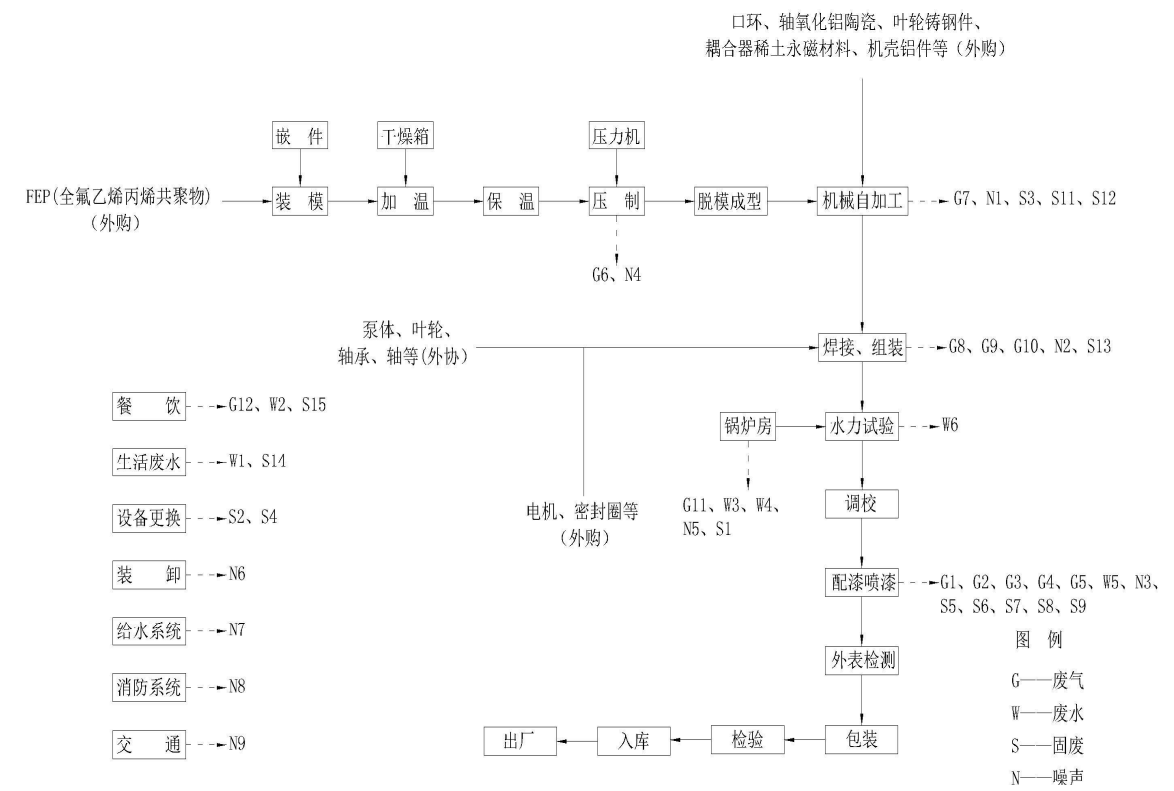 口环、轴氧化铝陶瓷、叶轮铸钢件、
耦合器稀土永磁材料、机壳铝件等（外购）
嵌 件
干燥箱
压力机
FEP(全氟乙烯丙烯共聚物)
（外购）
装 模
加 温
保 温
压 制
脱模成型
机械自加工
G7、N1、S3、S11、S12
G6、N4
泵体、叶轮、
轴承、轴等(外协)
焊接、组装
G8、G9、G10、N2、S13
餐 饮
G12、W2、S15
锅炉房
水力试验
W6
生活废水
W1、S14
G11、W3、W4、
N5、S1
电机、密封圈等
（外购）
调校
设备更换
S2、S4
装 卸
N6
配漆喷漆
G1、G2、G3、G4、G5、W5、N3、
S5、S6、S7、S8、S9
给水系统
N7
外表检测
消防系统
N8
交 通
N9
出厂
入库
检验
包装
图 例
G——废气
W——废水
S——固废
N——噪声